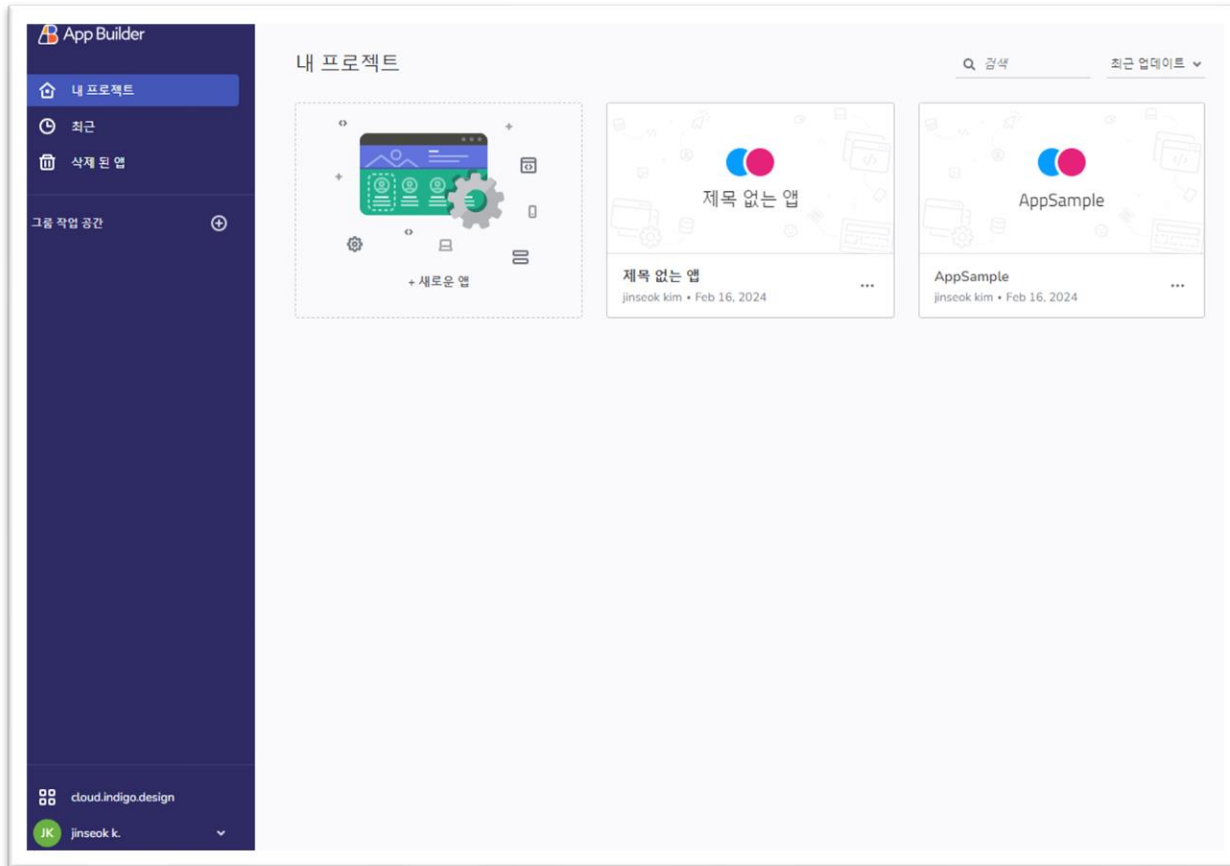 App Builder
내 프로젝트
최근
삭제 된 앱
그룹 작업 공간
cloud.indigo.design
JK
jinseok k.
내 프로젝트
검색
최근 업데이트
+ 새로운 앱
제목 없는 앱
제목 없는 앱
jinseok kim • Feb 16, 2024
AppSample
AppSample
jinseok kim • Feb 16, 2024